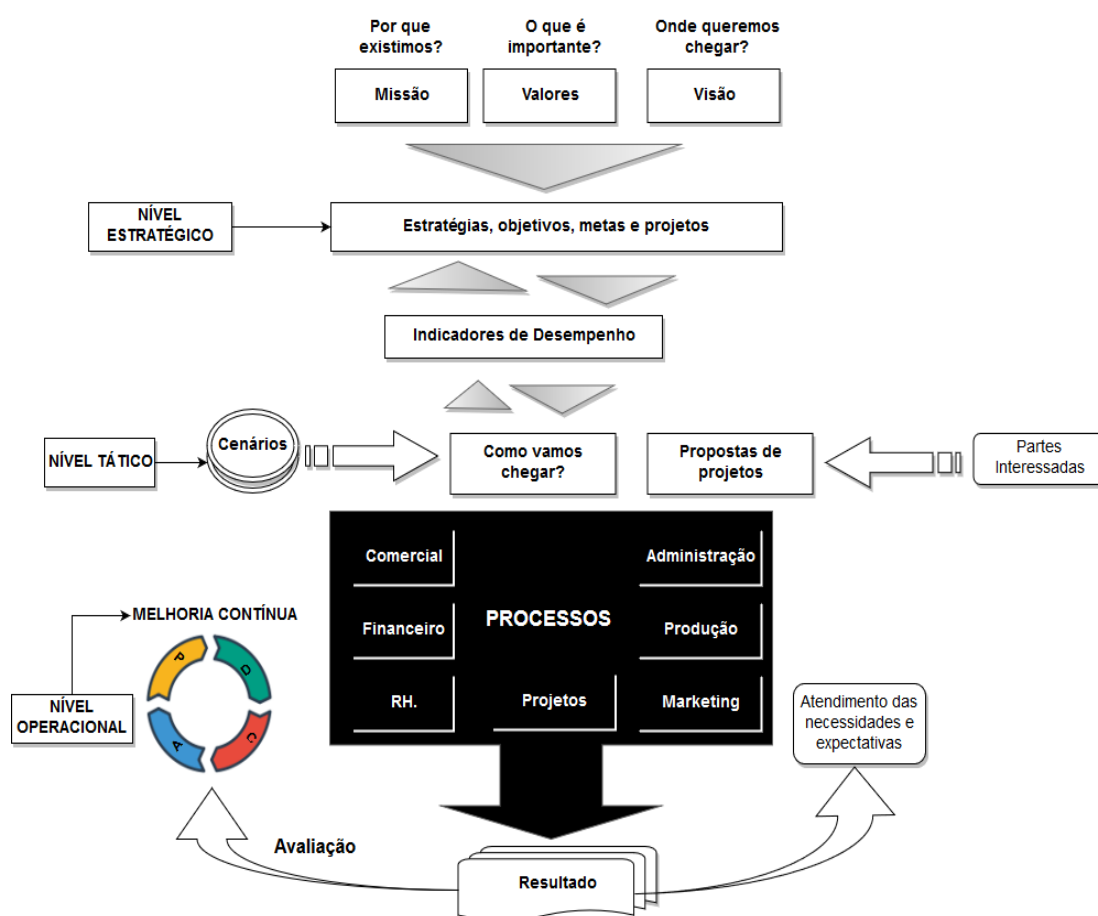 Por que
existimos?
O que é
importante?
Onde queremos
chegar?
Missão
Valores
Visão
NÍVEL
ESTRATÉGICO
Estratégias, objetivos, metas e projetos
Indicadores de Desempenho
NÍVEL TÁTICO
Cenários
Como vamos
chegar?
Propostas de
projetos
Partes
Interessadas
Comercial
Administração
PROCESSOS
Financeiro
Produção
RH.
Projetos
Marketing
MELHORIA CONTÍNUA
P
D
A
C
NÍVEL
OPERACIONAL
Atendimento das
necessidades e
expectativas
Avaliação
Resultado